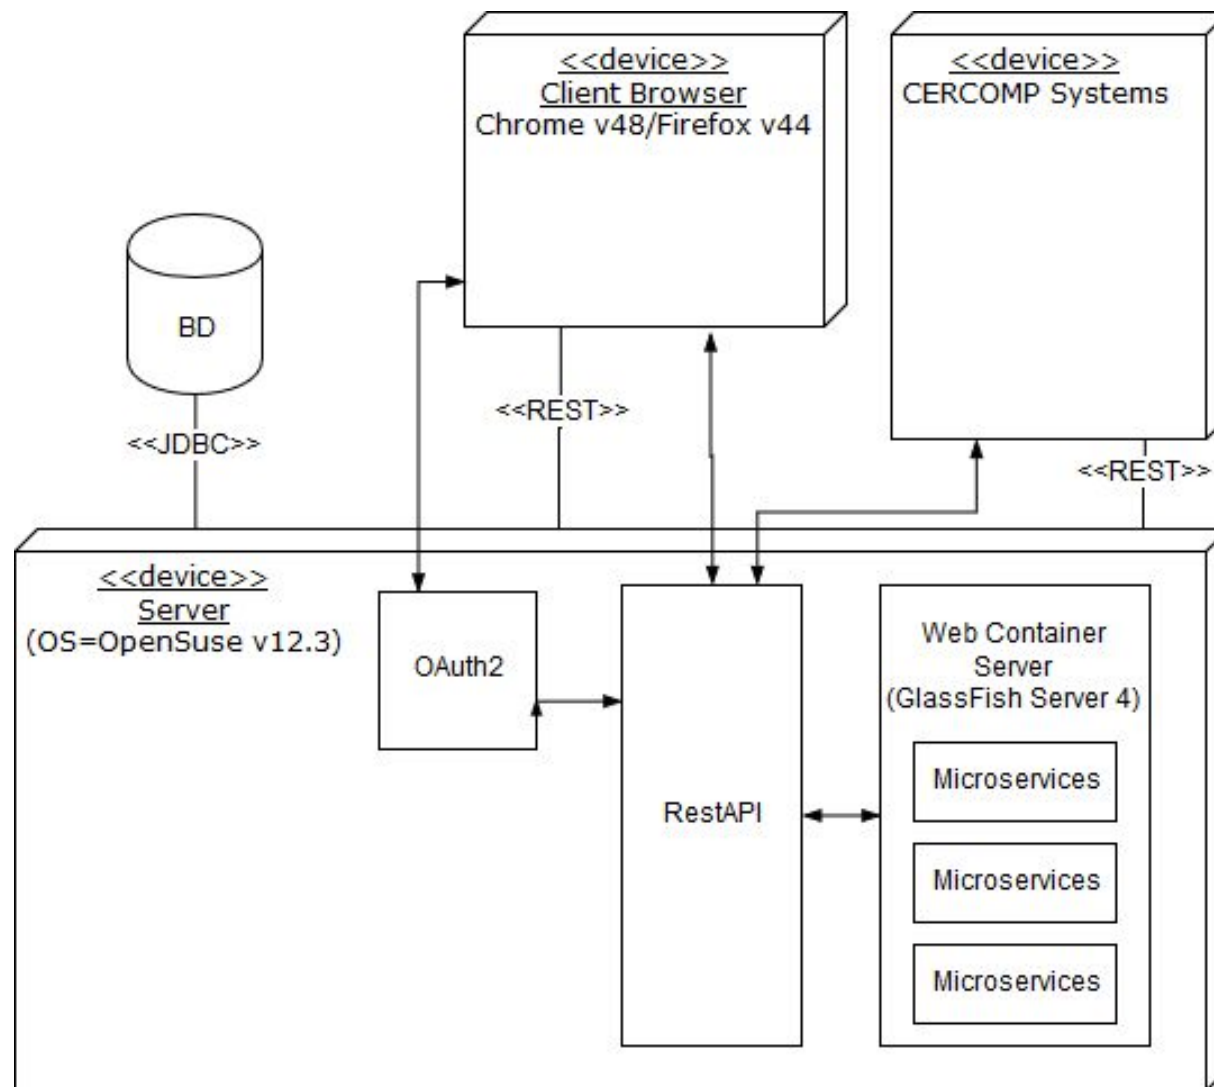 <<device>>
Client Browser
Chrome v48/Firefox v44
<<device>>
CERCOMP Systems
BD
<<JDBC>>
<<REST>>
<<REST>>
<<device>>
Server
(OS=OpenSuse v12.3)
OAuth2
RestAPI
Web Container
Server
(GlassFish Server 4)
Microservices
Microservices
Microservices